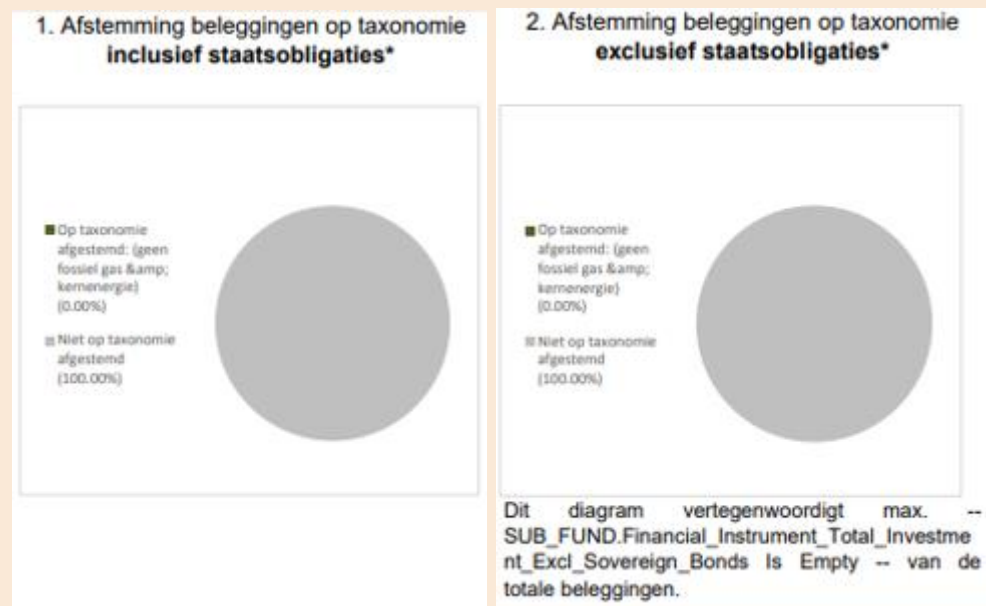 1. Afstemming beleggingen op taxonomie
inclusief staatsobligaties*
Op taxonomie
afgestemd: (geen
fossiel gas &amp;
kernenergie)
(0.00%)
Niet op taxonomie
afgestemd
(100.00%)
2. Afstemming beleggingen op taxonomie
exclusief staatsobligaties*
Op taxonomie
afgestemd: (geen
fossiel gas &amp;
kernenergie)
(0.00%)
Niet op taxonomie
afgestemd
(100.00%)
Dit diagram vertegenwoordigt max. --
SUB_FUND.Financial_Instrument_Total_Investme
nt_Excl_Sovereign_Bonds Is Empty -- van de
totale beleggingen.